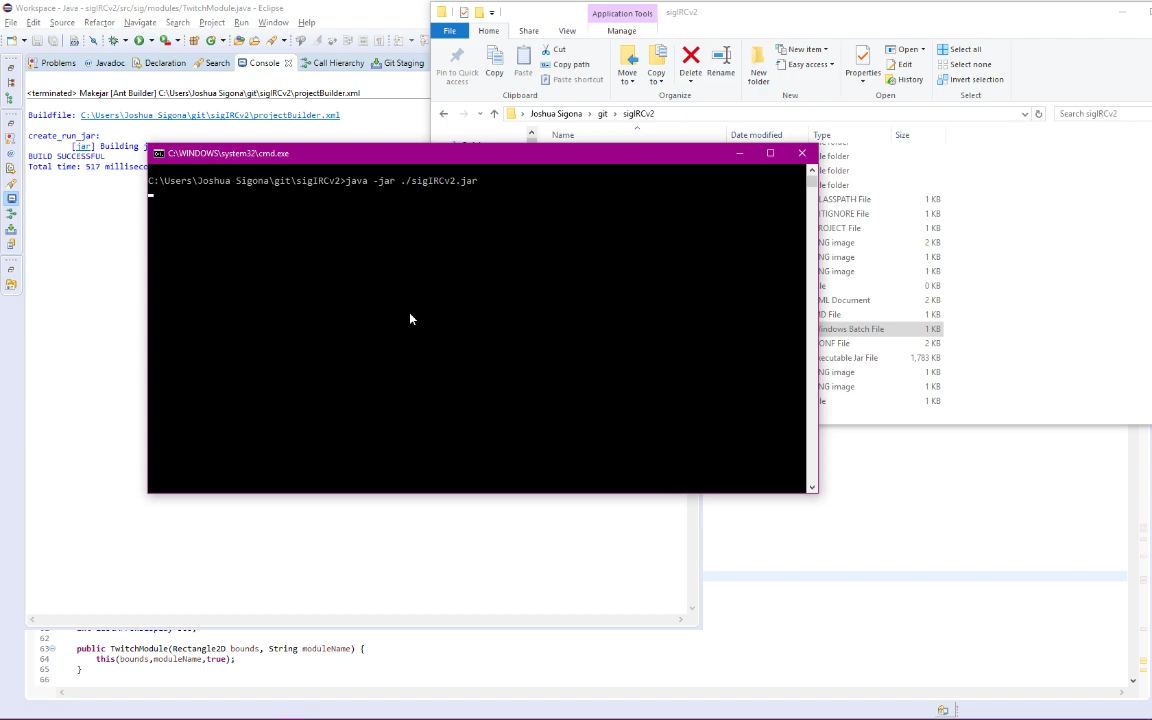 Workspace - Java - sigIRCv2/src/sig/modules/TwitchModule.java - Eclipse
File Edit Source Refactor Navigate Search Project Run Window Help
Problems @ Javadoc Declaration Search Console Call Hierarchy Git Staging
<terminated> Makejar [Ant Builder] C:\Users\Joshua Sigona\git\sigIRCv2\projectBuilder.xml
Buildfile: C:\Users\Joshua Sigona\git\sigIRCv2\projectBuilder.xml
create_run_jar:
[jar] Building
BUILD SUCCESSFUL
Total time: 517
Application Tools sigIRCv2
File Home Share View Manage
Pin to Quick access
Copy
Paste
Cut
Copy path
Paste shortcut
Clipboard
Move to
Copy to
Delete
Rename
Organize
New folder
New item
Easy access
New
Properties
Open
Edit
History
Open
Select all
Select none
Invert selection
Select
Joshua Sigona > git > sigIRCv2
Search sigIRCv2
Name Date modified Type Size
C:\WINDOWS\system32\cmd.exe
C:\Users\Joshua Sigona\git\sigIRCv2>java -jar ./sigIRCv2.jar
le folder
le folder
le folder
LASSPATH File 1 KB
ITIGNORE File 1 KB
ROJECT File 1 KB
NG image 2 KB
NG image 1 KB
NG image 1 KB
le 0 KB
ML Document 2 KB
ID File 1 KB
indows Batch File 1 KB
ONF File 2 KB
xecutable Jar File 1,783 KB
NG image 1 KB
NG image 1 KB
le 1 KB
62
63 public TwitchModule(Rectangle2D bounds, String moduleName) {
64 this(bounds,moduleName,true);
65 }
66